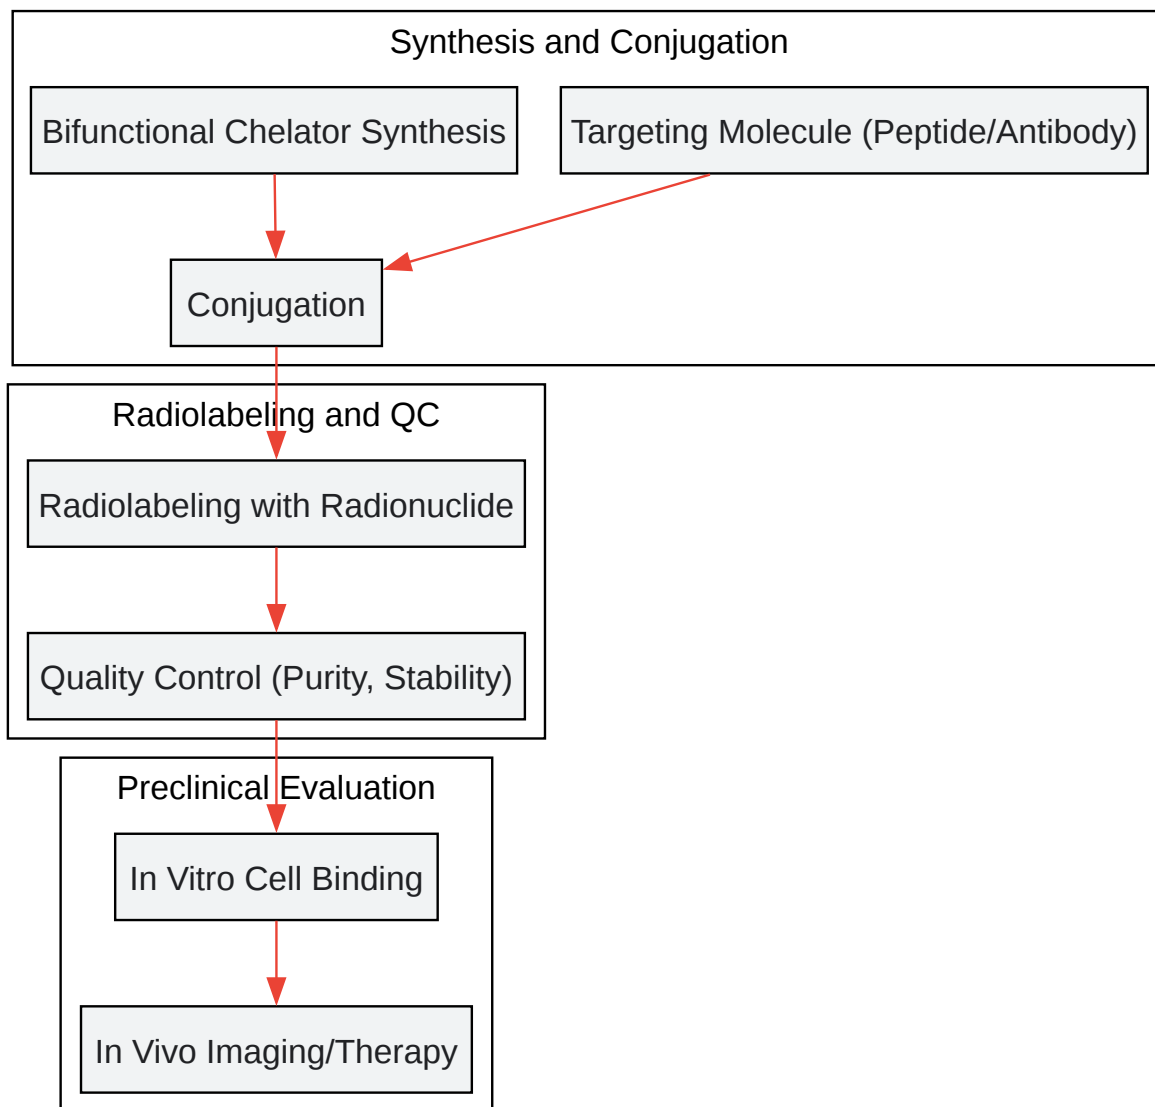 Synthesis and Conjugation
Bifunctional Chelator Synthesis
Targeting Molecule (Peptide/Antibody)
Conjugation
Radiolabeling and QC
Radiolabeling with Radionuclide
Quality Control (Purity, Stability)
Preclinical Evaluation
In Vitro Cell Binding
In Vivo Imaging/Therapy